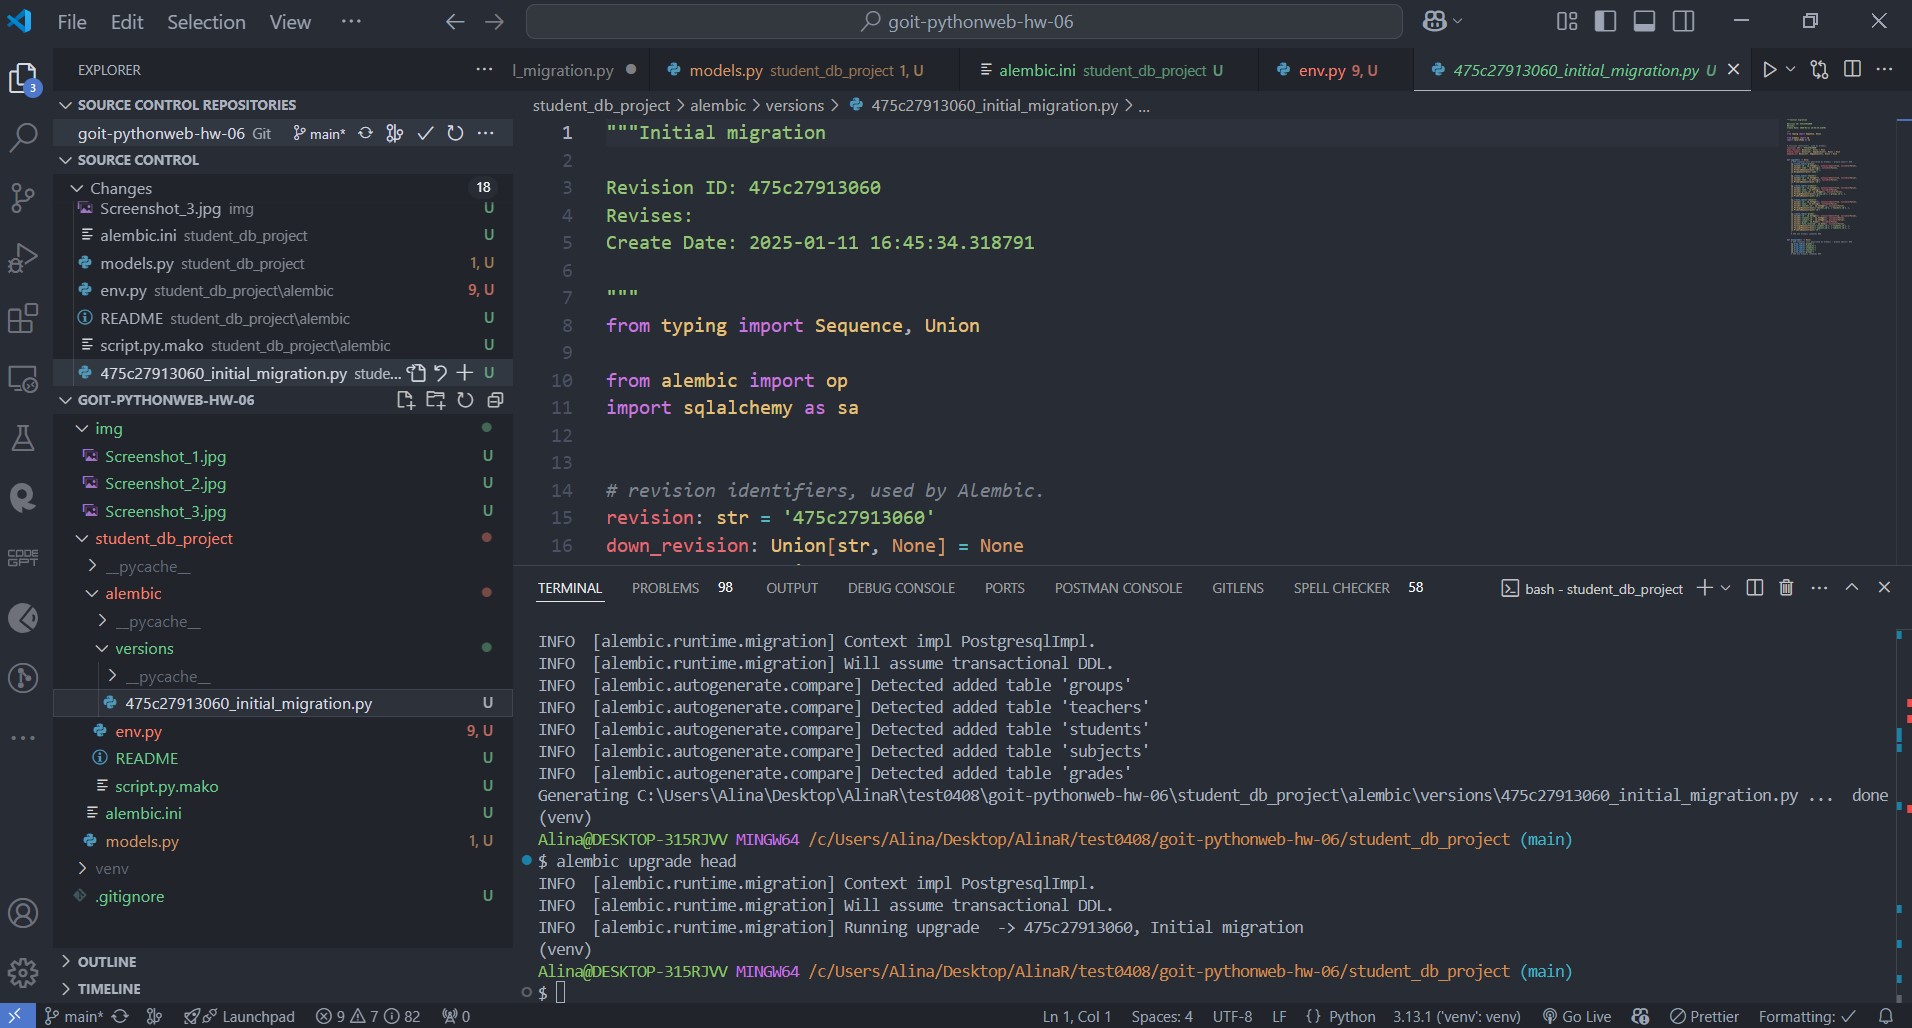 File Edit Selection View ··· goit-pythonweb-hw-06
EXPLORER ···
3
SOURCE CONTROL REPOSITORIES
goit-pythonweb-hw-06 Git main* ···
SOURCE CONTROL
Changes 18
Screenshot_3.jpg img U
alembic.ini student_db_project U
models.py student_db_project 1, U
env.py student_db_project\alembic 9, U
README student_db_project\alembic U
script.py.mako student_db_project\alembic U
475c27913060_initial_migration.py stude... U
GOIT-PYTHONWEB-HW-06
img
Screenshot_1.jpg U
Screenshot_2.jpg U
Screenshot_3.jpg U
student_db_project
__pycache__
alembic
__pycache__
versions
__pycache__
475c27913060_initial_migration.py U
env.py 9, U
README U
script.py.mako U
alembic.ini U
models.py 1, U
venv
.gitignore U
OUTLINE
TIMELINE
CODE
GPT
l_migration.py models.py student_db_project 1, U alembic.ini student_db_project U env.py 9, U 475c27913060_initial_migration.py U
student_db_project > alembic > versions > 475c27913060_initial_migration.py > ...
1 """Initial migration
2
3 Revision ID: 475c27913060
4 Revises:
5 Create Date: 2025-01-11 16:45:34.318791
6
7 """
8 from typing import Sequence, Union
9
10 from alembic import op
11 import sqlalchemy as sa
12
13
14 # revision identifiers, used by Alembic.
15 revision: str = '475c27913060'
16 down_revision: Union[str, None] = None
TERMINAL PROBLEMS 98 OUTPUT DEBUG CONSOLE PORTS POSTMAN CONSOLE GITLENS SPELL CHECKER 58 bash - student_db_project
INFO [alembic.runtime.migration] Context impl PostgresqlImpl.
INFO [alembic.runtime.migration] Will assume transactional DDL.
INFO [alembic.autogenerate.compare] Detected added table 'groups'
INFO [alembic.autogenerate.compare] Detected added table 'teachers'
INFO [alembic.autogenerate.compare] Detected added table 'students'
INFO [alembic.autogenerate.compare] Detected added table 'subjects'
INFO [alembic.autogenerate.compare] Detected added table 'grades'
Generating C:\Users\Alina\Desktop\AlinaR\test0408\goit-pythonweb-hw-06\student_db_project\alembic\versions\475c27913060_initial_migration.py ... done
(venv)
Alina@DESKTOP-315RJVV MINGW64 /c/Users/Alina/Desktop/AlinaR/test0408/goit-pythonweb-hw-06/student_db_project (main)
$ alembic upgrade head
INFO [alembic.runtime.migration] Context impl PostgresqlImpl.
INFO [alembic.runtime.migration] Will assume transactional DDL.
INFO [alembic.runtime.migration] Running upgrade -> 475c27913060, Initial migration
(venv)
Alina@DESKTOP-315RJVV MINGW64 /c/Users/Alina/Desktop/AlinaR/test0408/goit-pythonweb-hw-06/student_db_project (main)
$
main* Launchpad 9 7 82 0 Ln 1, Col 1 Spaces: 4 UTF-8 LF {} Python 3.13.1 ('venv': venv) Go Live Prettier Formatting: